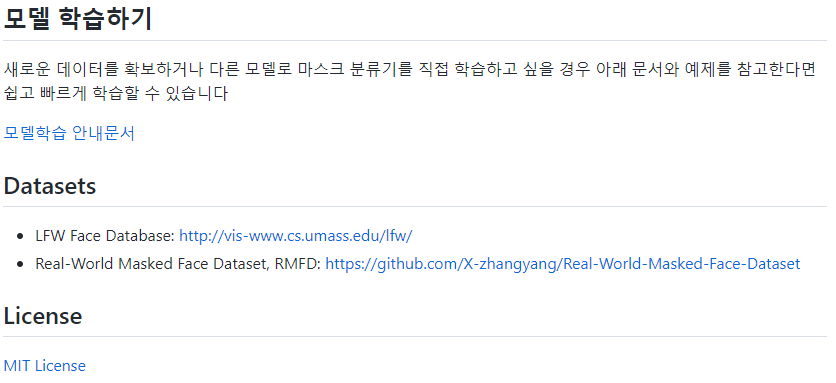 모델 학습하기
새로운 데이터를 확보하거나 다른 모델로 마스크 분류기를 직접 학습하고 싶을 경우 아래 문서와 예제를 참고한다면
쉽고 빠르게 학습할 수 있습니다
모델학습 안내문서
Datasets
• LFW Face Database: http://vis-www.cs.umass.edu/lfw/
• Real-World Masked Face Dataset, RMFD: https://github.com/X-zhangyang/Real-World-Masked-Face-Dataset
License
MIT License